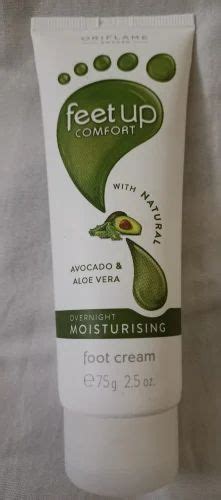 ORIFLAME
SWEDEN
feet up
COMFORT
WITH NATURAL
AVOCADO &
ALOE VERA
OVERNIGHT
MOISTURISING
foot cream
℮75g 2.5 oz.